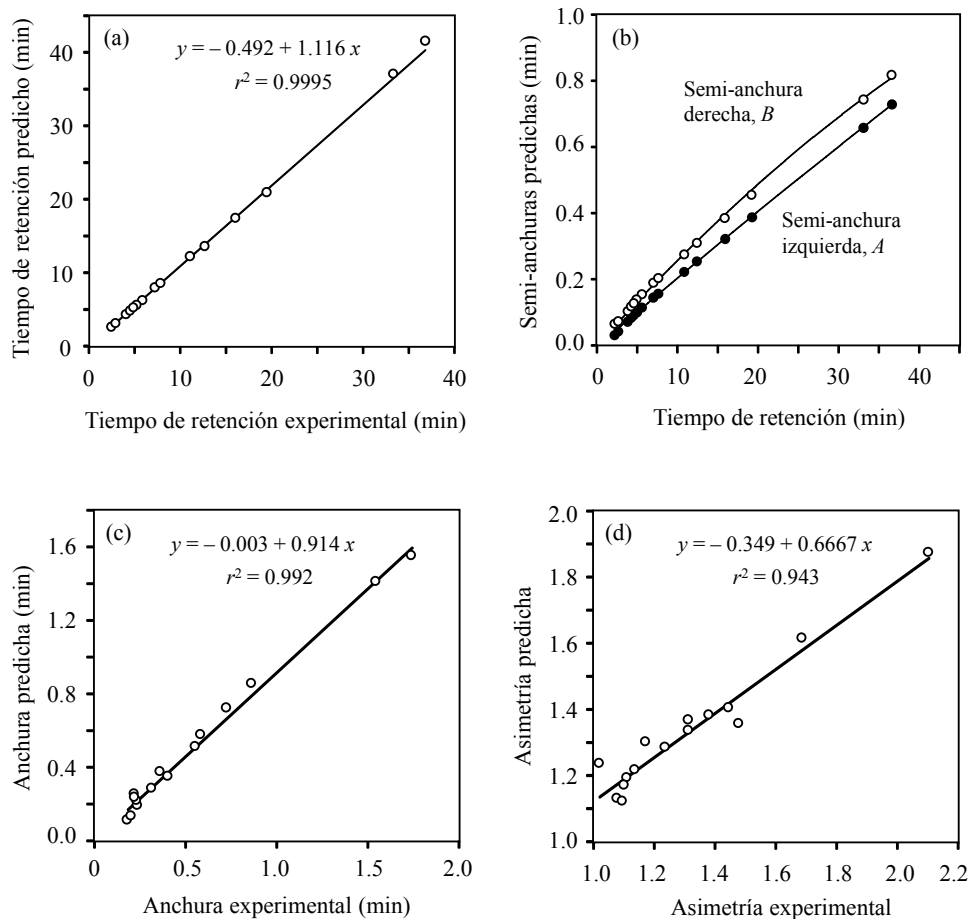 (a)
y = – 0.492 + 1.116 x
r² = 0.9995
Tiempo de retención predicho (min)
40
30
20
10
0
0 10 20 30 40
Tiempo de retención experimental (min)
(b)
Semi-anchura
derecha, B
Semi-anchura
izquierda, A
Semi-anchuras predichas (min)
0.8
0.6
0.4
0.2
0.0
0 10 20 30 40
Tiempo de retención (min)
(c)
y = – 0.003 + 0.914 x
r² = 0.992
Anchura predicha (min)
1.6
1.2
0.8
0.4
0.0
0 0.5 1.0 1.5 2.0
Anchura experimental (min)
(d)
y = – 0.349 + 0.6667 x
r² = 0.943
Asimetría predicha
2.0
1.8
1.6
1.4
1.2
1.0
1.0 1.2 1.4 1.6 1.8 2.0 2.2
Asimetría experimental